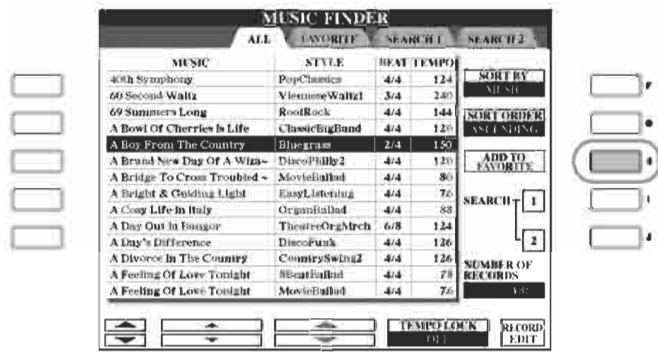 MUSIC FINDER
ALL FAVORITE SEARCH 1 SEARCH 2
MUSIC STYLE BEAT TEMPO
40th Symphony PopClassics 4/4 124
60 Second Waltz VienneseWaltz1 3/4 240
69 Summers Long RootRock 4/4 144
A Bowl Of Cherries Is Life ClassicBigBand 4/4 120
A Boy From The Country Bluegrass 2/4 150
A Brand New Day Of A Wiza~ DiscoPhilly2 4/4 120
A Bridge To Cross Troubled ~ MovieBallad 4/4 80
A Bright & Guiding Light EasyListening 4/4 76
A Cosy Life in Italy OrganBallad 4/4 88
A Day Out in Bangor TheatreOrgMrch 6/8 124
A Day's Difference DiscoFunk 4/4 126
A Divorce In The Country CountrySwing2 4/4 126
A Feeling Of Love Tonight 8BeatBallad 4/4 78
A Feeling Of Love Tonight MovieBallad 4/4 76
SORT BY
MUSIC
SORT ORDER
ASCENDING
ADD TO
FAVORITE
SEARCH 1
2
NUMBER OF
RECORDS
TEMPO LOCK
OFF
RECORD
EDIT